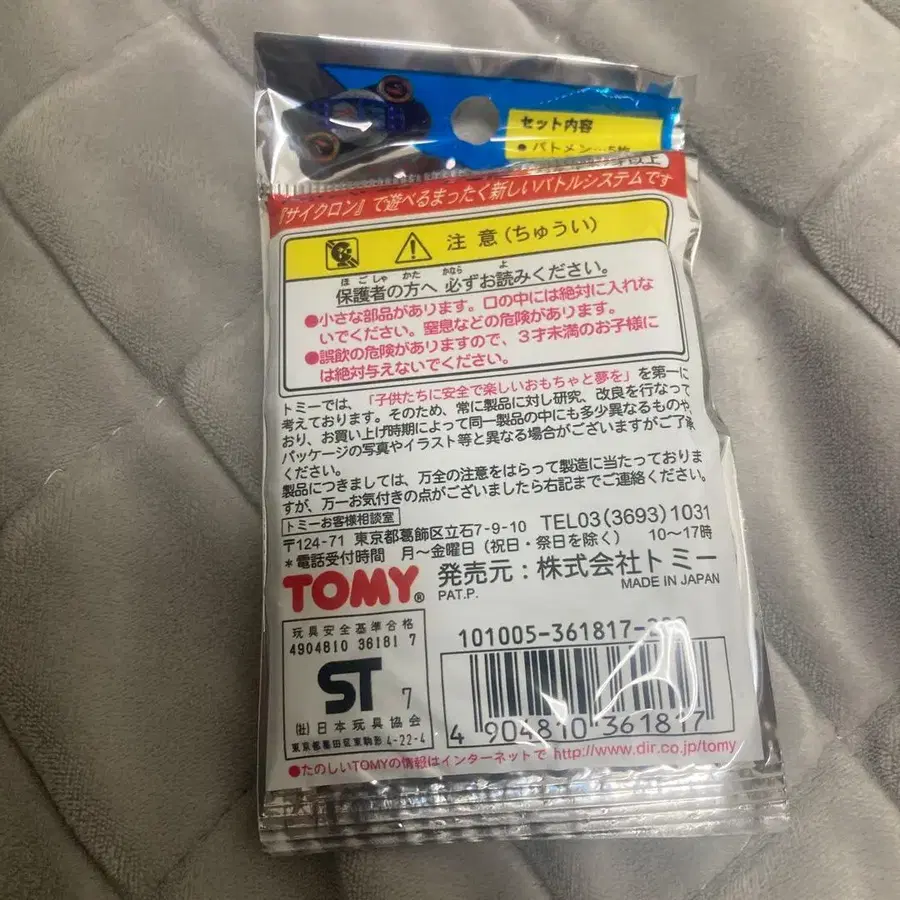 セット内容
●バトメン…5枚
以上
『サイクロン』で遊べるまったく新しいバトルシステムです
注意(ちゅうい)
ほごしゃ かた かなら よ
保護者の方へ 必ずお読みください。
●小さな部品があります。口の中には絶対に入れな
いでください。窒息などの危険があります。
●誤飲の危険がありますので、3才未満のお子様に
は絶対与えないでください。
トミーでは、「子供たちに安全で楽しいおもちゃと夢を」を第一に
考えております。そのため、常に製品に対し研究、改良を行なって
おり、お買い上げ時期によって同一製品の中にも多少異なるものや、
パッケージの写真やイラスト等と異なる場合がございますがご了承
ください。
製品につきましては、万全の注意をはらって製造に当たっておりま
すが、万一お気付きの点がございましたら右記までご連絡ください。
トミーお客様相談室
〒124-71 東京都葛飾区立石7-9-10 TEL03(3693)1031
*電話受付時間 月～金曜日(祝日・祭日を除く) 10～17時
TOMY® 発売元:株式会社トミー
PAT.P. MADE IN JAPAN
玩具安全基準合格
4904810 36181 7
ST 7
(社)日本玩具協会
東京都墨田区東駒形 4-22-4
101005-361817-
4 904810 361817
●たのしいTOMYの情報はインターネットで http://www.dir.co.jp/tomy